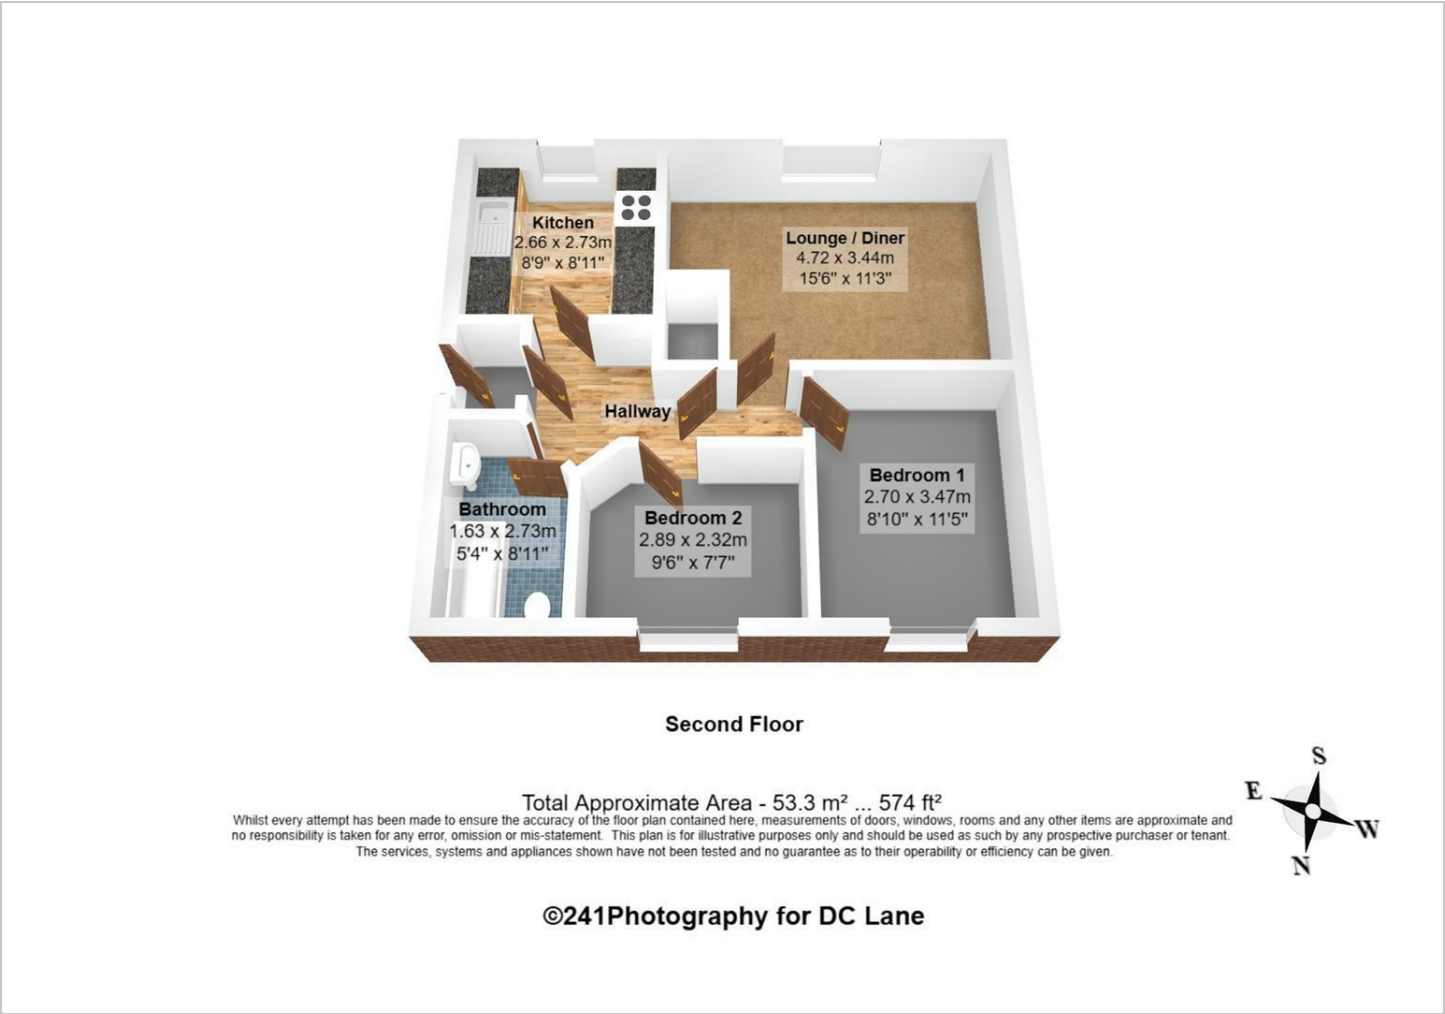 Kitchen
2.66 x 2.73m
8'9" x 8'11"
Lounge / Diner
4.72 x 3.44m
15'6" x 11'3"
Hallway
Bedroom 1
2.70 x 3.47m
8'10" x 11'5"
Bathroom
1.63 x 2.73m
5'4" x 8'11"
Bedroom 2
2.89 x 2.32m
9'6" x 7'7"
Second Floor
S
E
W
N
Total Approximate Area - 53.3 m² ... 574 ft²
Whilst every attempt has been made to ensure the accuracy of the floor plan contained here, measurements of doors, windows, rooms and any other items are approximate and
no responsibility is taken for any error, omission or mis-statement. This plan is for illustrative purposes only and should be used as such by any prospective purchaser or tenant.
The services, systems and appliances shown have not been tested and no guarantee as to their operability or efficiency can be given.
©241Photography for DC Lane